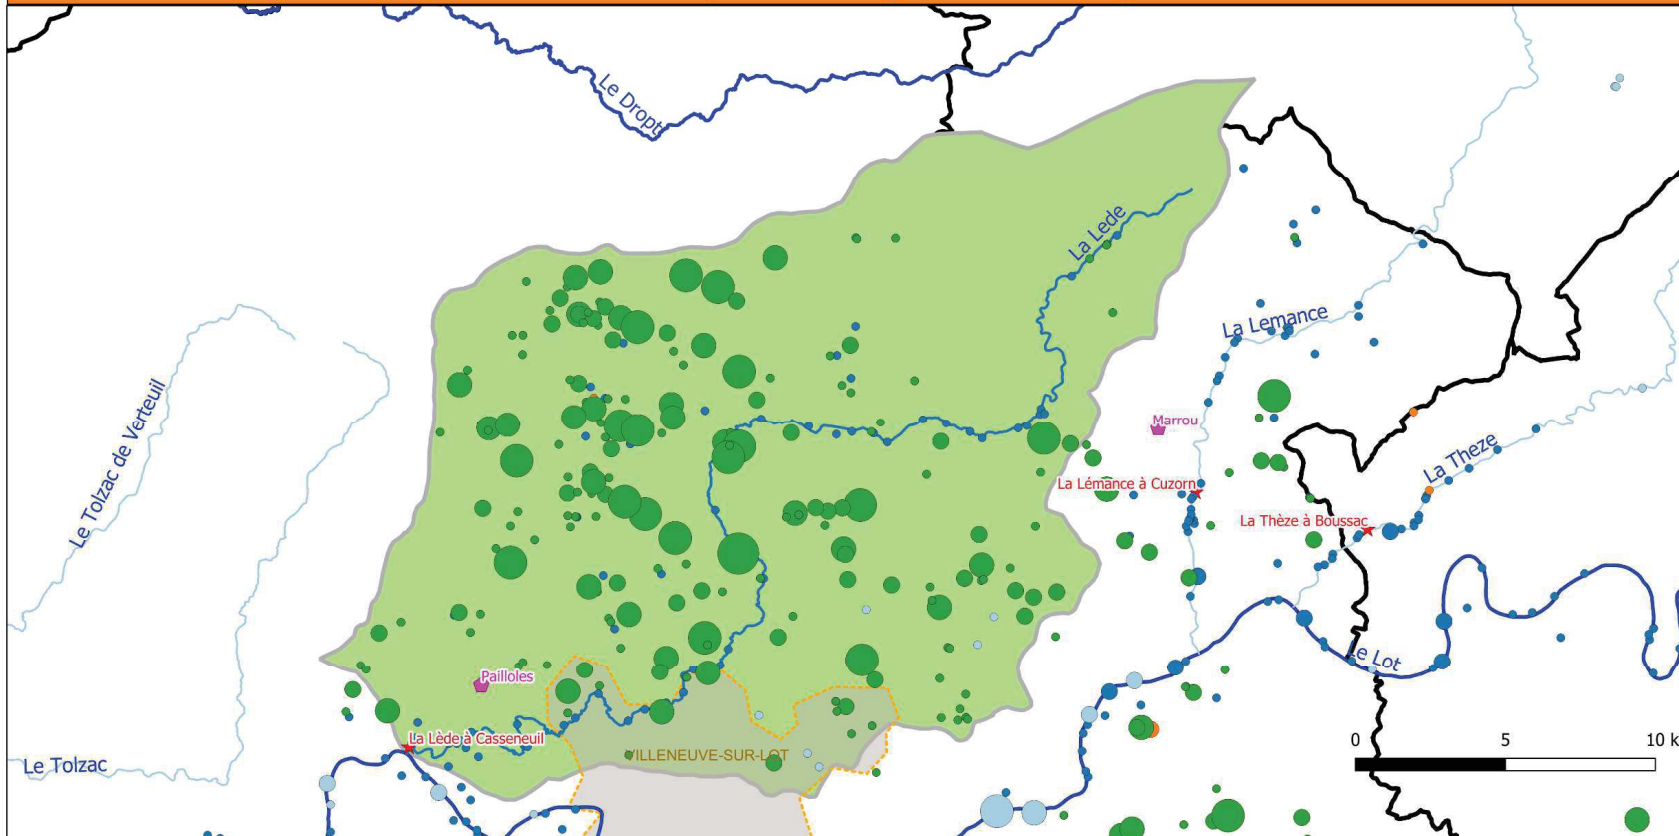 Le Dropt
La Lede
La Lemance
Marrou
Le Tolzac de Verteuil
La Theze
La Lémance à Cuzorn
La Thèze à Boussac
Le Lot
Pailloles
La Lède à Casseneuil
VILLENEUVE-SUR-LOT
Le Tolzac
0 5 10 k